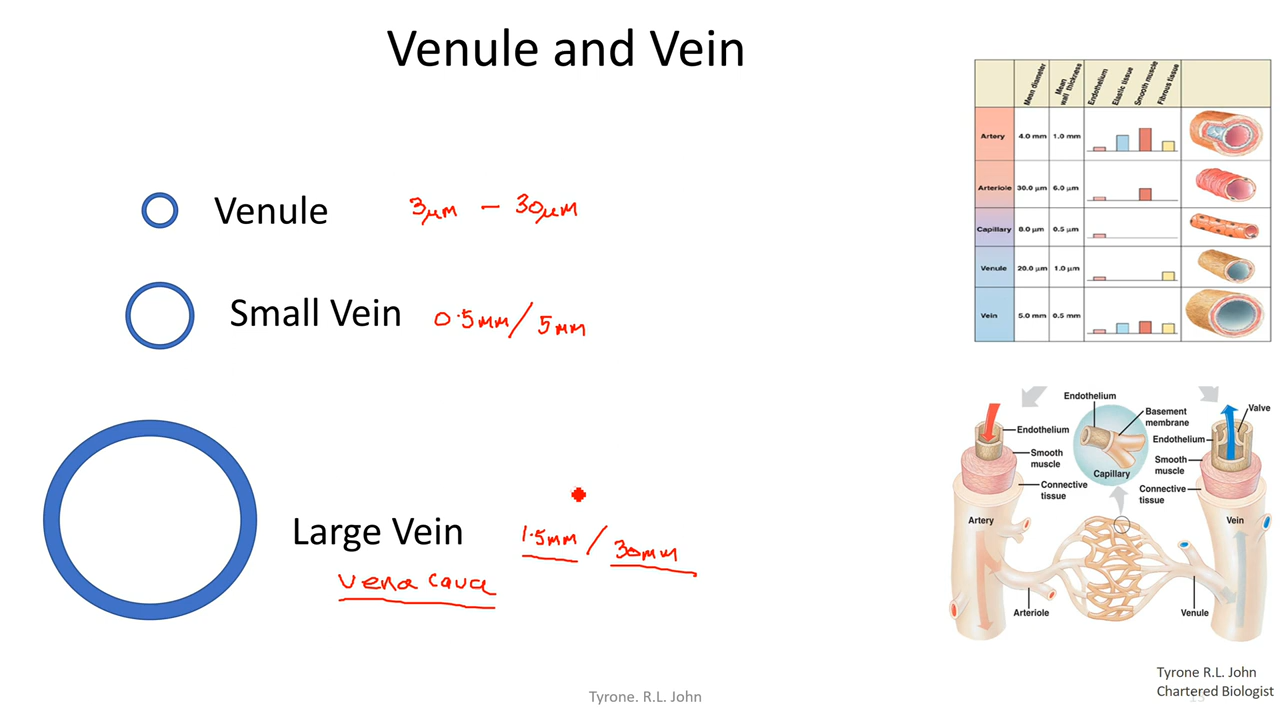 Venule and Vein
Venule 3μm – 30μm
Small Vein 0.5mm / 5mm
Large Vein 1.5mm / 30mm
vena cava
Mean diameter
Mean wall thickness
Endothelium
Elastic tissue
Smooth muscle
Fibrous tissue
Artery 4.0 mm 1.0 mm
Arteriole 30.0 μm 6.0 μm
Capillary 8.0 μm 0.5 μm
Venule 20.0 μm 1.0 μm
Vein 5.0 mm 0.5 mm
Endothelium
Basement
membrane
Capillary
Endothelium
Smooth
muscle
Connective
tissue
Artery
Arteriole
Valve
Endothelium
Smooth
muscle
Connective
tissue
Vein
Venule
Tyrone R.L. John
Chartered Biologist
Tyrone. R.L. John